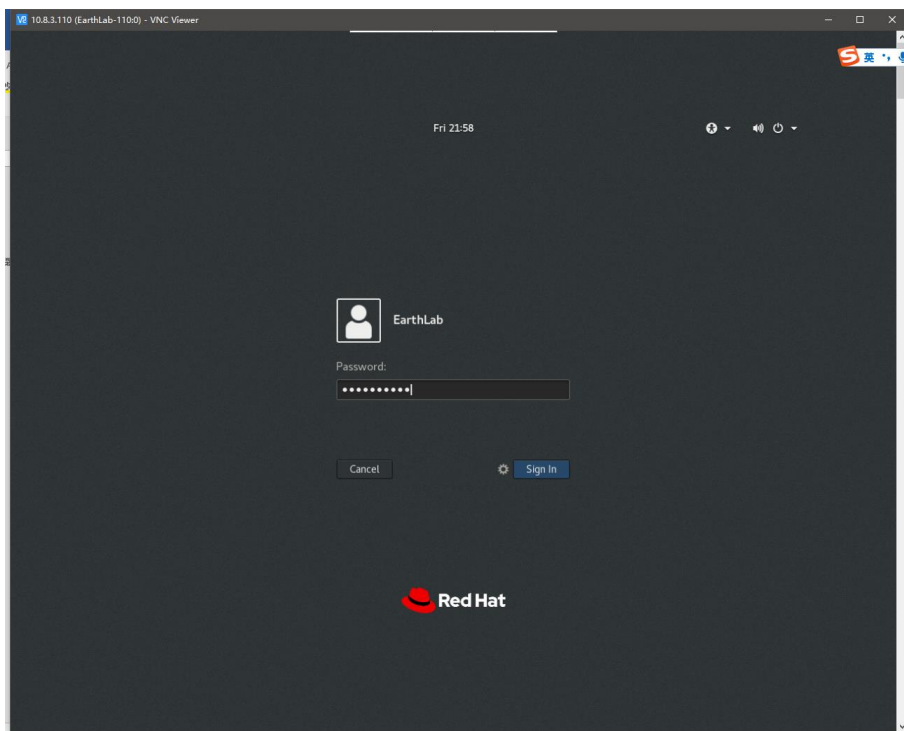 10.8.3.110 (EarthLab-110:0) - VNC Viewer
英
Fri 21:58
EarthLab
Password:
Cancel
Sign In
Red Hat